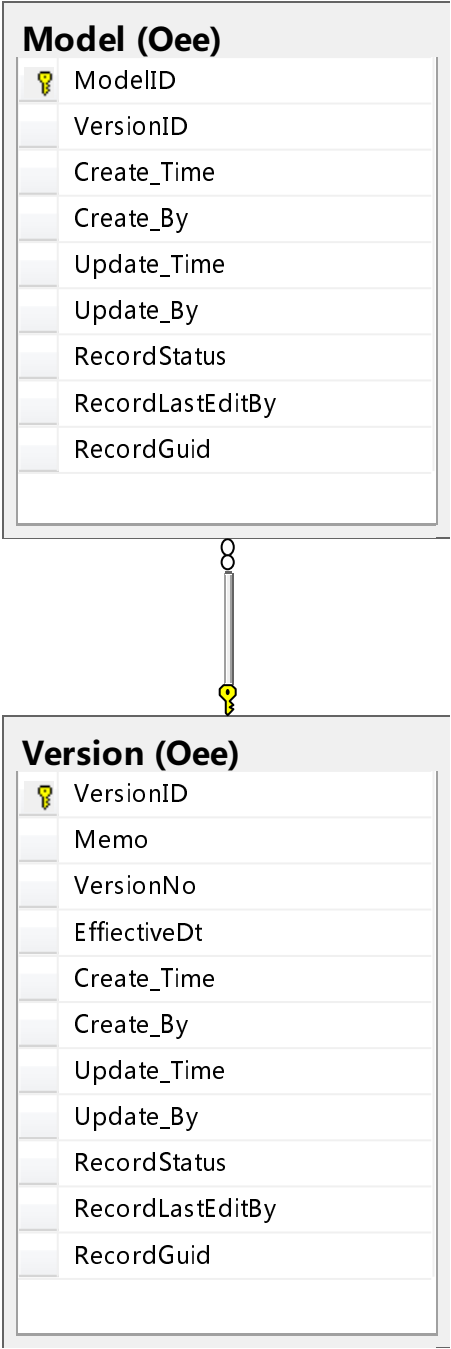 Model (Oee)
ModelID
VersionID
Create_Time
Create_By
Update_Time
Update_By
RecordStatus
RecordLastEditBy
RecordGuid
Version (Oee)
VersionID
Memo
VersionNo
EffiectiveDt
Create_Time
Create_By
Update_Time
Update_By
RecordStatus
RecordLastEditBy
RecordGuid